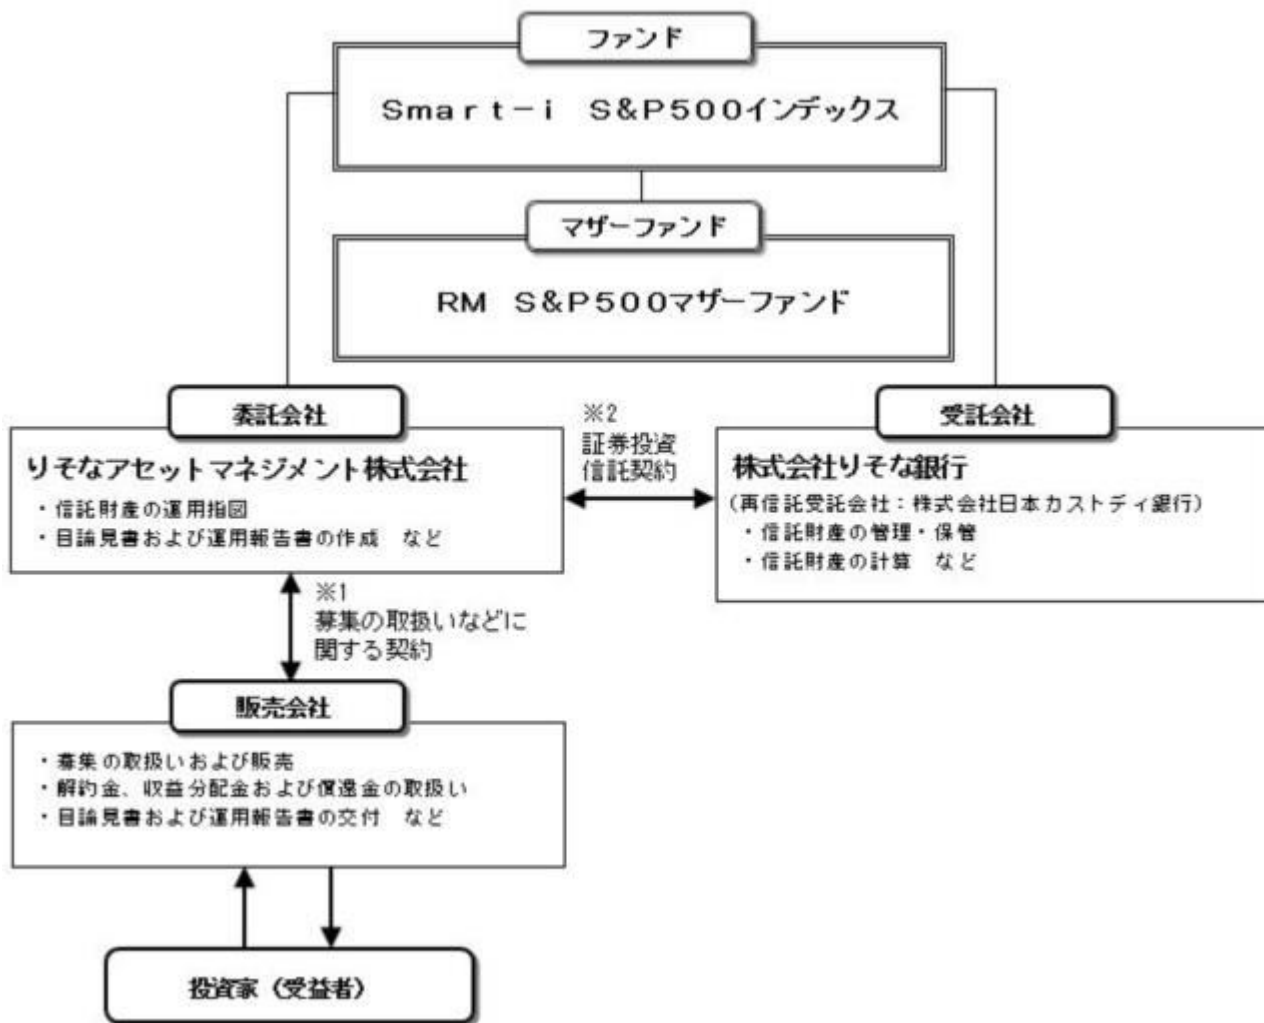 ファンド
Smart-i S&P500インデックス
マザーファンド
RM S&P500マザーファンド
委託会社
りそなアセットマネジメント株式会社
・信託財産の運用指図
・目論見書および運用報告書の作成 など
※2
証券投資
信託契約
受託会社
株式会社りそな銀行
(再信託受託会社:株式会社日本カストディ銀行)
・信託財産の管理・保管
・信託財産の計算 など
※1
募集の取扱いなどに
関する契約
販売会社
・募集の取扱いおよび販売
・解約金、収益分配金および償還金の取扱い
・目論見書および運用報告書の交付 など
投資家(受益者)